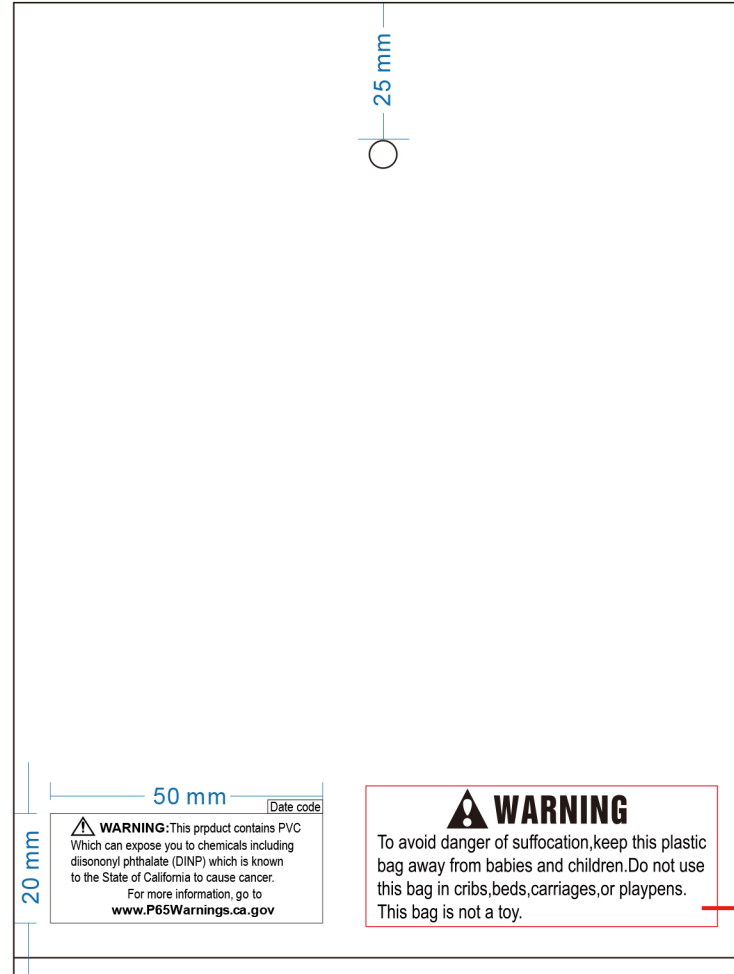 25 mm
50 mm
Date code
20 mm
WARNING:This prpduct contains PVC
Which can expose you to chemicals including
diisononyl phthalate (DINP) which is known
to the State of California to cause cancer.
For more information, go to
www.P65Warnings.ca.gov
WARNING
To avoid danger of suffocation,keep this plastic
bag away from babies and children.Do not use
this bag in cribs,beds,carriages,or playpens.
This bag is not a toy.